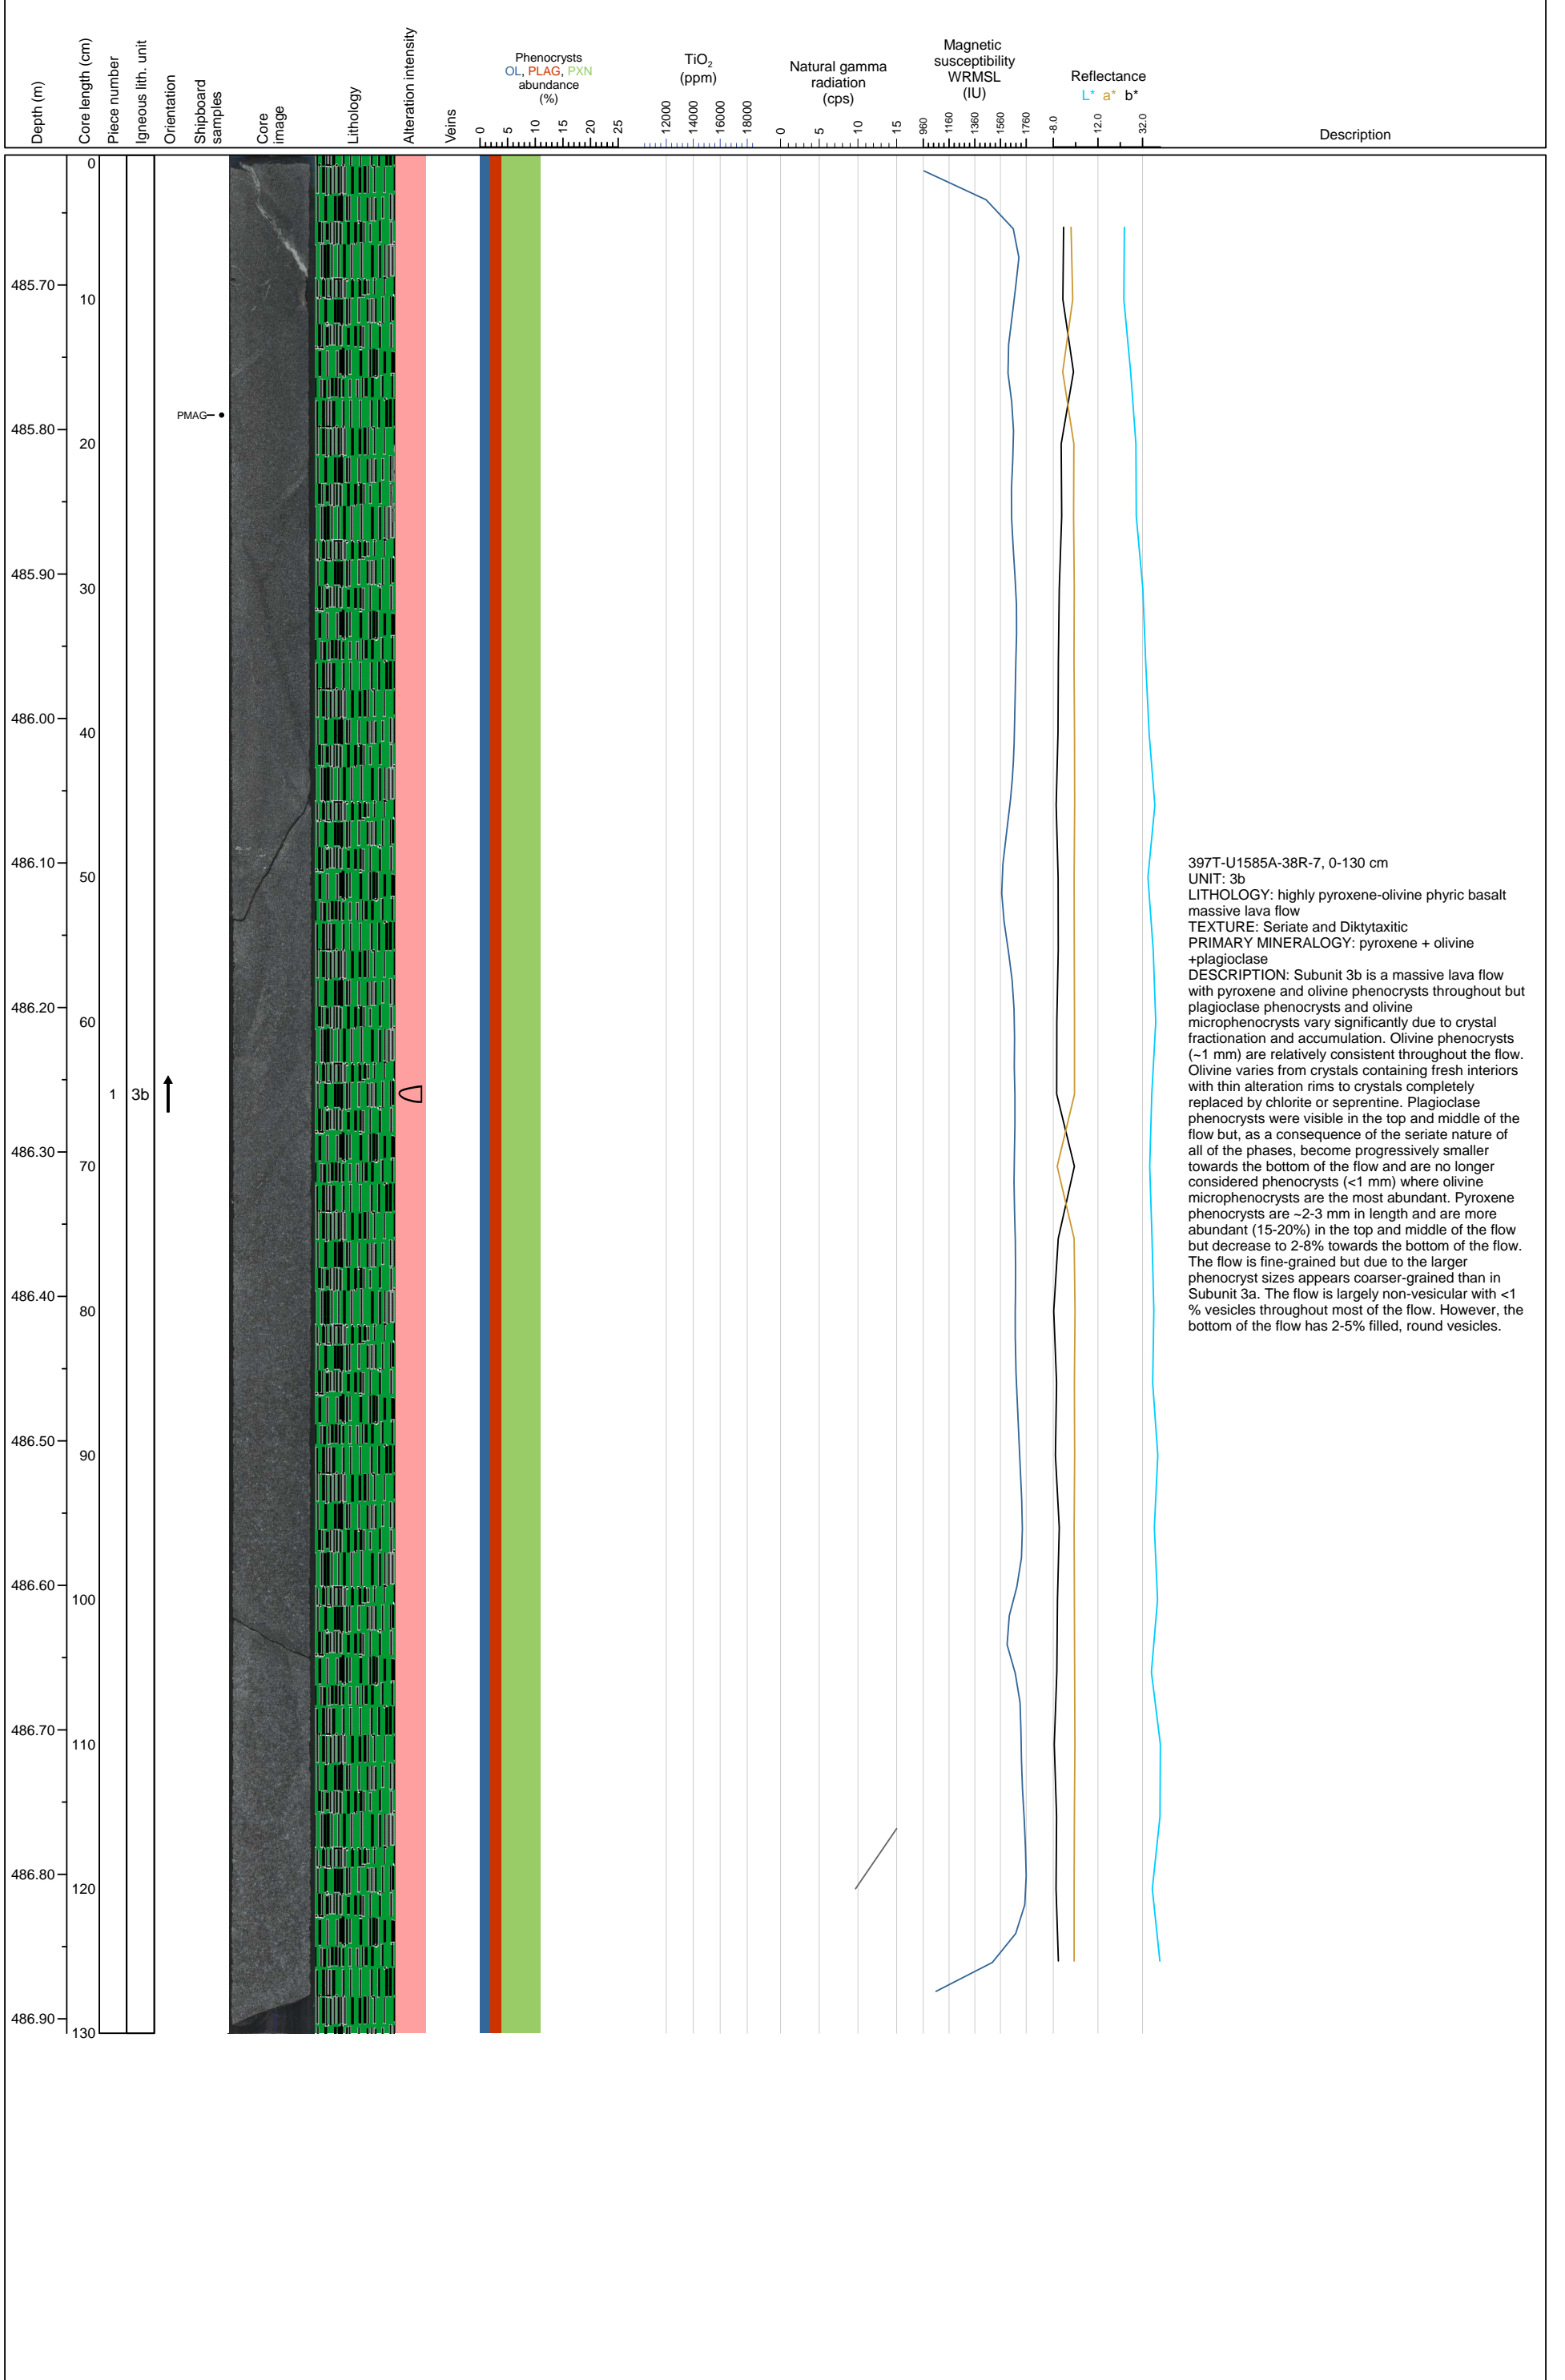 Depth (m)
Core length (cm)
Piece number
Igneous lith. unit
Orientation
Shipboard
samples
Core
image
Lithology
Alteration intensity
Veins
Phenocrysts
OL, PLAG, PXN
abundance
(%)
0 5 10 15 20 25
TiO2
(ppm)
12000 14000 16000 18000
Natural gamma
radiation
(cps)
0 5 10 15
Magnetic
susceptibility
WRMSL
(IU)
960 1160 1360 1560 1760
Reflectance
L* a* b*
-8.0 12.0 32.0
Description
0
485.70
10
PMAG
485.80
20
485.90
30
486.00
40
486.10
50
486.20
60
1 3b
486.30
70
486.40
80
486.50
90
486.60
100
486.70
110
486.80
120
486.90
130
397T-U1585A-38R-7, 0-130 cm
UNIT: 3b
LITHOLOGY: highly pyroxene-olivine phyric basalt
massive lava flow
TEXTURE: Seriate and Diktytaxitic
PRIMARY MINERALOGY: pyroxene + olivine
+plagioclase
DESCRIPTION: Subunit 3b is a massive lava flow
with pyroxene and olivine phenocrysts throughout but
plagioclase phenocrysts and olivine
microphenocrysts vary significantly due to crystal
fractionation and accumulation. Olivine phenocrysts
(~1 mm) are relatively consistent throughout the flow.
Olivine varies from crystals containing fresh interiors
with thin alteration rims to crystals completely
replaced by chlorite or seprentine. Plagioclase
phenocrysts were visible in the top and middle of the
flow but, as a consequence of the seriate nature of
all of the phases, become progressively smaller
towards the bottom of the flow and are no longer
considered phenocrysts (<1 mm) where olivine
microphenocrysts are the most abundant. Pyroxene
phenocrysts are ~2-3 mm in length and are more
abundant (15-20%) in the top and middle of the flow
but decrease to 2-8% towards the bottom of the flow.
The flow is fine-grained but due to the larger
phenocryst sizes appears coarser-grained than in
Subunit 3a. The flow is largely non-vesicular with <1
% vesicles throughout most of the flow. However, the
bottom of the flow has 2-5% filled, round vesicles.